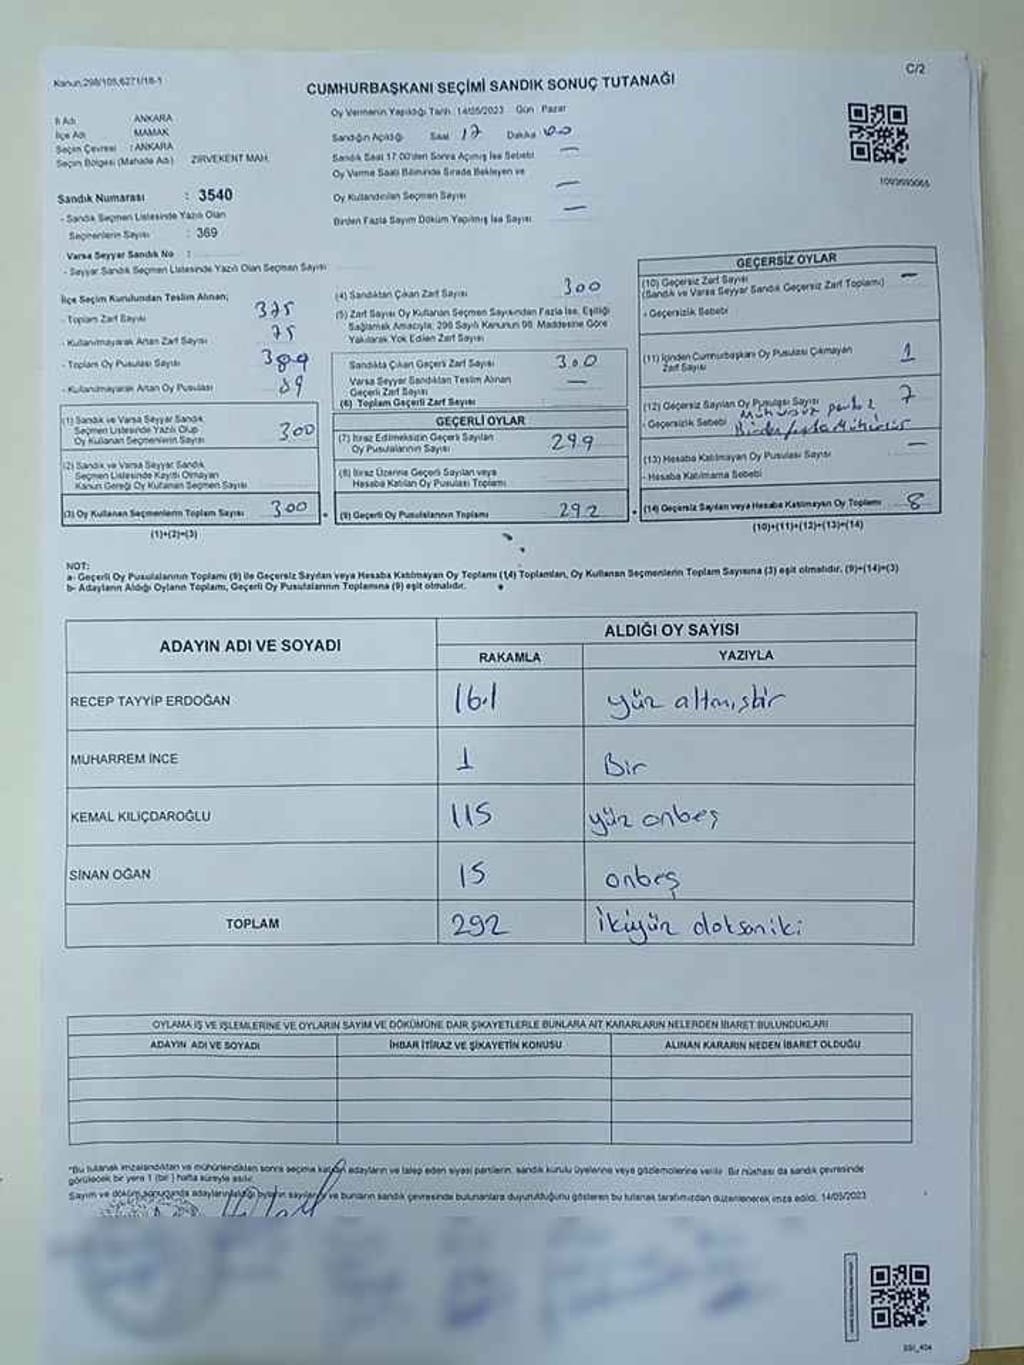 Kanun;298/105,6271/18-1
C/2
CUMHURBAŞKANI SEÇİMİ SANDIK SONUÇ TUTANAĞI
Oy Vermenin Yapıldığı Tarih 14/05/2023 Gün Pazar
İl Adı ANKARA
İlçe Adı MAMAK
Seçim Çevresi : ANKARA
Seçim Bölgesi (Mahalle Adı) ZİRVEKENT MAH.
Sandığın Açıldığı Saat 17 Dakika 00
Sandık Saat 17:00'den Sonra Açılmış İse Sebebi —
Oy Verme Saati Bitiminde Sırada Bekleyen ve
Oy Kullandırılan Seçmen Sayısı —
Birden Fazla Sayım Döküm Yapılmış İse Sayısı —
Sandık Numarası : 3540
- Sandık Seçmen Listesinde Yazılı Olan
Seçmenlerin Sayısı : 369
Varsa Seyyar Sandık No :
- Seyyar Sandık Seçmen Listesinde Yazılı Olan Seçmen Sayısı
İlçe Seçim Kurulundan Teslim Alınan;
- Toplam Zarf Sayısı 375
- Kullanılmayarak Artan Zarf Sayısı 75
- Toplam Oy Pusulası Sayısı 389
- Kullanılmayarak Artan Oy Pusulası 89
(1) Sandık ve Varsa Seyyar Sandık
Seçmen Listesinde Yazılı Olup
Oy Kullanan Seçmenlerin Sayısı 300
(2) Sandık ve Varsa Seyyar Sandık
Seçmen Listesinde Kayıtlı Olmayan
Kanun Gereği Oy Kullanan Seçmen Sayısı
(3) Oy Kullanan Seçmenlerin Toplam Sayısı 300
(1)+(2)=(3)
(4) Sandıktan Çıkan Zarf Sayısı 300
(5) Zarf Sayısı Oy Kullanan Seçmen Sayısından Fazla İse, Eşitliği
Sağlamak Amacıyla; 298 Sayılı Kanunun 98. Maddesine Göre
Yakılarak Yok Edilen Zarf Sayısı
Sandıkta Çıkan Geçerli Zarf Sayısı 300
Varsa Seyyar Sandıktan Teslim Alınan
Geçerli Zarf Sayısı —
(6) Toplam Geçerli Zarf Sayısı
GEÇERLİ OYLAR
(7) İtiraz Edilmeksizin Geçerli Sayılan
Oy Pusulalarının Sayısı 299
(8) İtiraz Üzerine Geçerli Sayılan veya
Hesaba Katılan Oy Pusulası Toplamı
(9) Geçerli Oy Pusulalarının Toplamı 292
GEÇERSİZ OYLAR
(10) Geçersiz Zarf Sayısı —
(Sandık ve Varsa Seyyar Sandık Geçersiz Zarf Toplamı)
- Geçersizlik Sebebi
(11) İçinden Cumhurbaşkanı Oy Pusulası Çıkmayan
Zarf Sayısı 1
(12) Geçersiz Sayılan Oy Pusulası Sayısı 7
- Geçersizlik Sebebi
(13) Hesaba Katılmayan Oy Pusulası Sayısı —
- Hesaba Katılmama Sebebi
(14) Geçersiz Sayılan veya Hesaba Katılmayan Oy Toplamı 8
(10)+(11)+(12)+(13)=(14)
NOT:
a- Geçerli Oy Pusulalarının Toplamı (9) ile Geçersiz Sayılan veya Hesaba Katılmayan Oy Toplamı (14) Toplamları, Oy Kullanan Seçmenlerin Toplam Sayısına (3) eşit olmalıdır. (9)+(14)=(3)
b- Adayların Aldığı Oyların Toplamı, Geçerli Oy Pusulalarının Toplamına (9) eşit olmalıdır.
ADAYIN ADI VE SOYADI
ALDIĞI OY SAYISI
RAKAMLA YAZIYLA
RECEP TAYYİP ERDOĞAN 161 yüz altmışbir
MUHARREM İNCE 1 Bir
KEMAL KILIÇDAROĞLU 115 yüz onbeş
SİNAN OĞAN 15 onbeş
TOPLAM 292 ikiyüz doksaniki
OYLAMA İŞ VE İŞLEMLERİNE VE OYLARIN SAYIM VE DÖKÜMÜNE DAİR ŞİKAYETLERLE BUNLARA AİT KARARLARIN NELERDEN İBARET BULUNDUKLARI
ADAYIN ADI VE SOYADI İHBAR İTİRAZ VE ŞİKAYETİN KONUSU ALINAN KARARIN NEDEN İBARET OLDUĞU
"Bu tutanak imzalandıktan ve mühürlendikten sonra seçime katılan adayların ve talep eden siyasi partilerin, sandık kurulu üyelerine veya gözlemcilerine verilir. Bir nüshası da sandık çevresinde
görülecek bir yere 1 (bir) hafta süreyle asılır.
Sayım ve döküm sonucunda adayların aldığı oyların sayıları ve bunların sandık çevresinde bulunanlara duyurulduğunu gösteren bu tutanak tarafımızdan düzenlenerek imza edildi. 14/05/2023